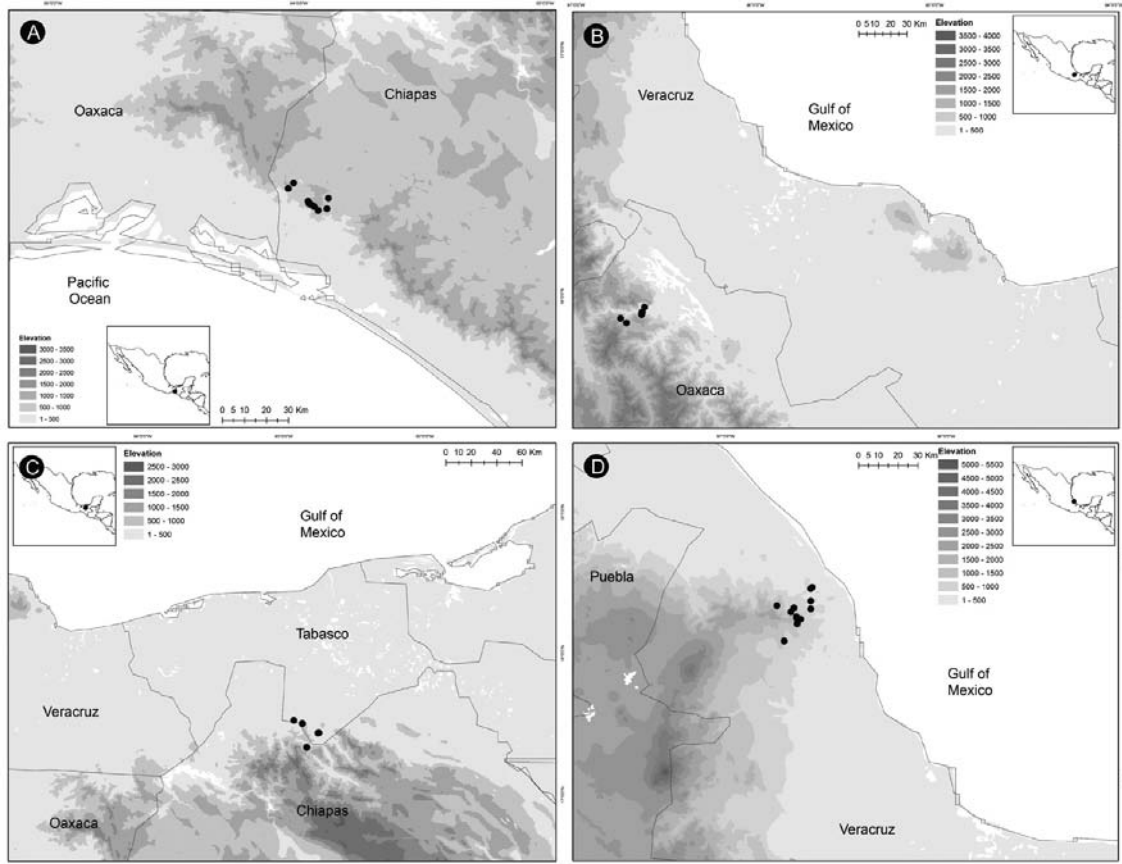 A
Oaxaca
Chiapas
Pacific
Ocean
Elevation
3000 - 3500
2500 - 3000
2000 - 2500
1500 - 2000
1000 - 1500
500 - 1000
1 - 500
0 5 10 20 30 Km
B
0 5 10 20 30 Km
Elevation
3500 - 4000
3000 - 3500
2500 - 3000
2000 - 2500
1500 - 2000
1000 - 1500
500 - 1000
1 - 500
Veracruz
Gulf of
Mexico
Oaxaca
C
Elevation
2500 - 3000
2000 - 2500
1500 - 2000
1000 - 1500
500 - 1000
1 - 500
0 10 20 40 60 Km
Gulf of
Mexico
Tabasco
Veracruz
Chiapas
Oaxaca
D
0 5 10 20 30 Km
Elevation
5000 - 5500
4500 - 5000
4000 - 4500
3500 - 4000
3000 - 3500
2500 - 3000
2000 - 2500
1500 - 2000
1000 - 1500
500 - 1000
1 - 500
Puebla
Gulf of
Mexico
Veracruz